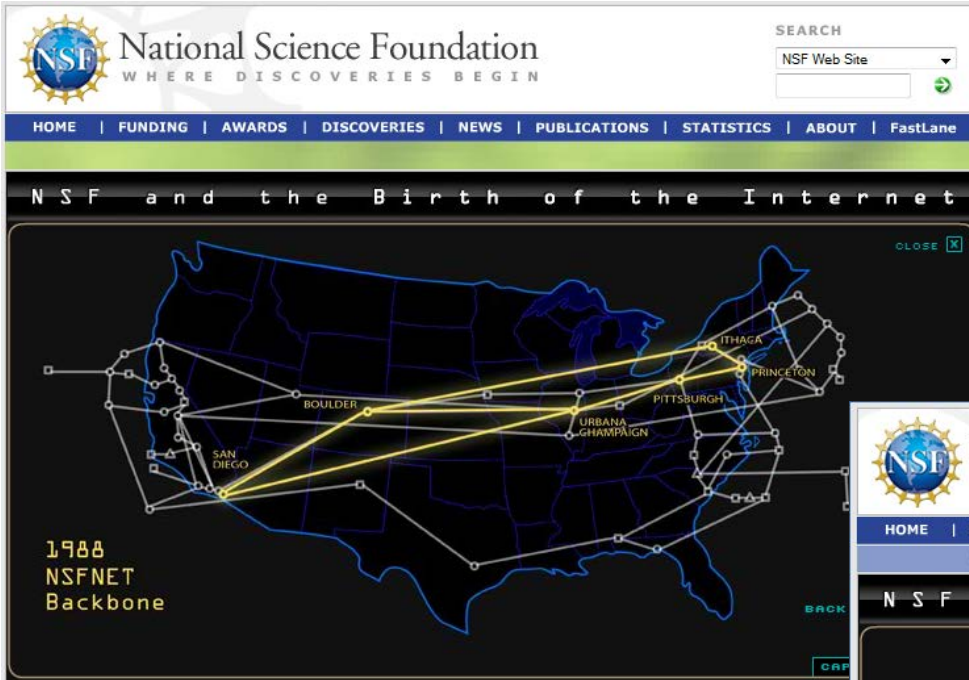 NSF
National Science Foundation
WHERE DISCOVERIES BEGIN
SEARCH
NSF Web Site
HOME | FUNDING | AWARDS | DISCOVERIES | NEWS | PUBLICATIONS | STATISTICS | ABOUT | FastLane
NSF and the Birth of the Internet
CLOSE X
ITHACA
PRINCETON
PITTSBURGH
BOULDER
URBANA
CHAMPAIGN
SAN
DIEGO
1988
NSFNET
Backbone
BACK
CAP
NSF
HOME |
NSF